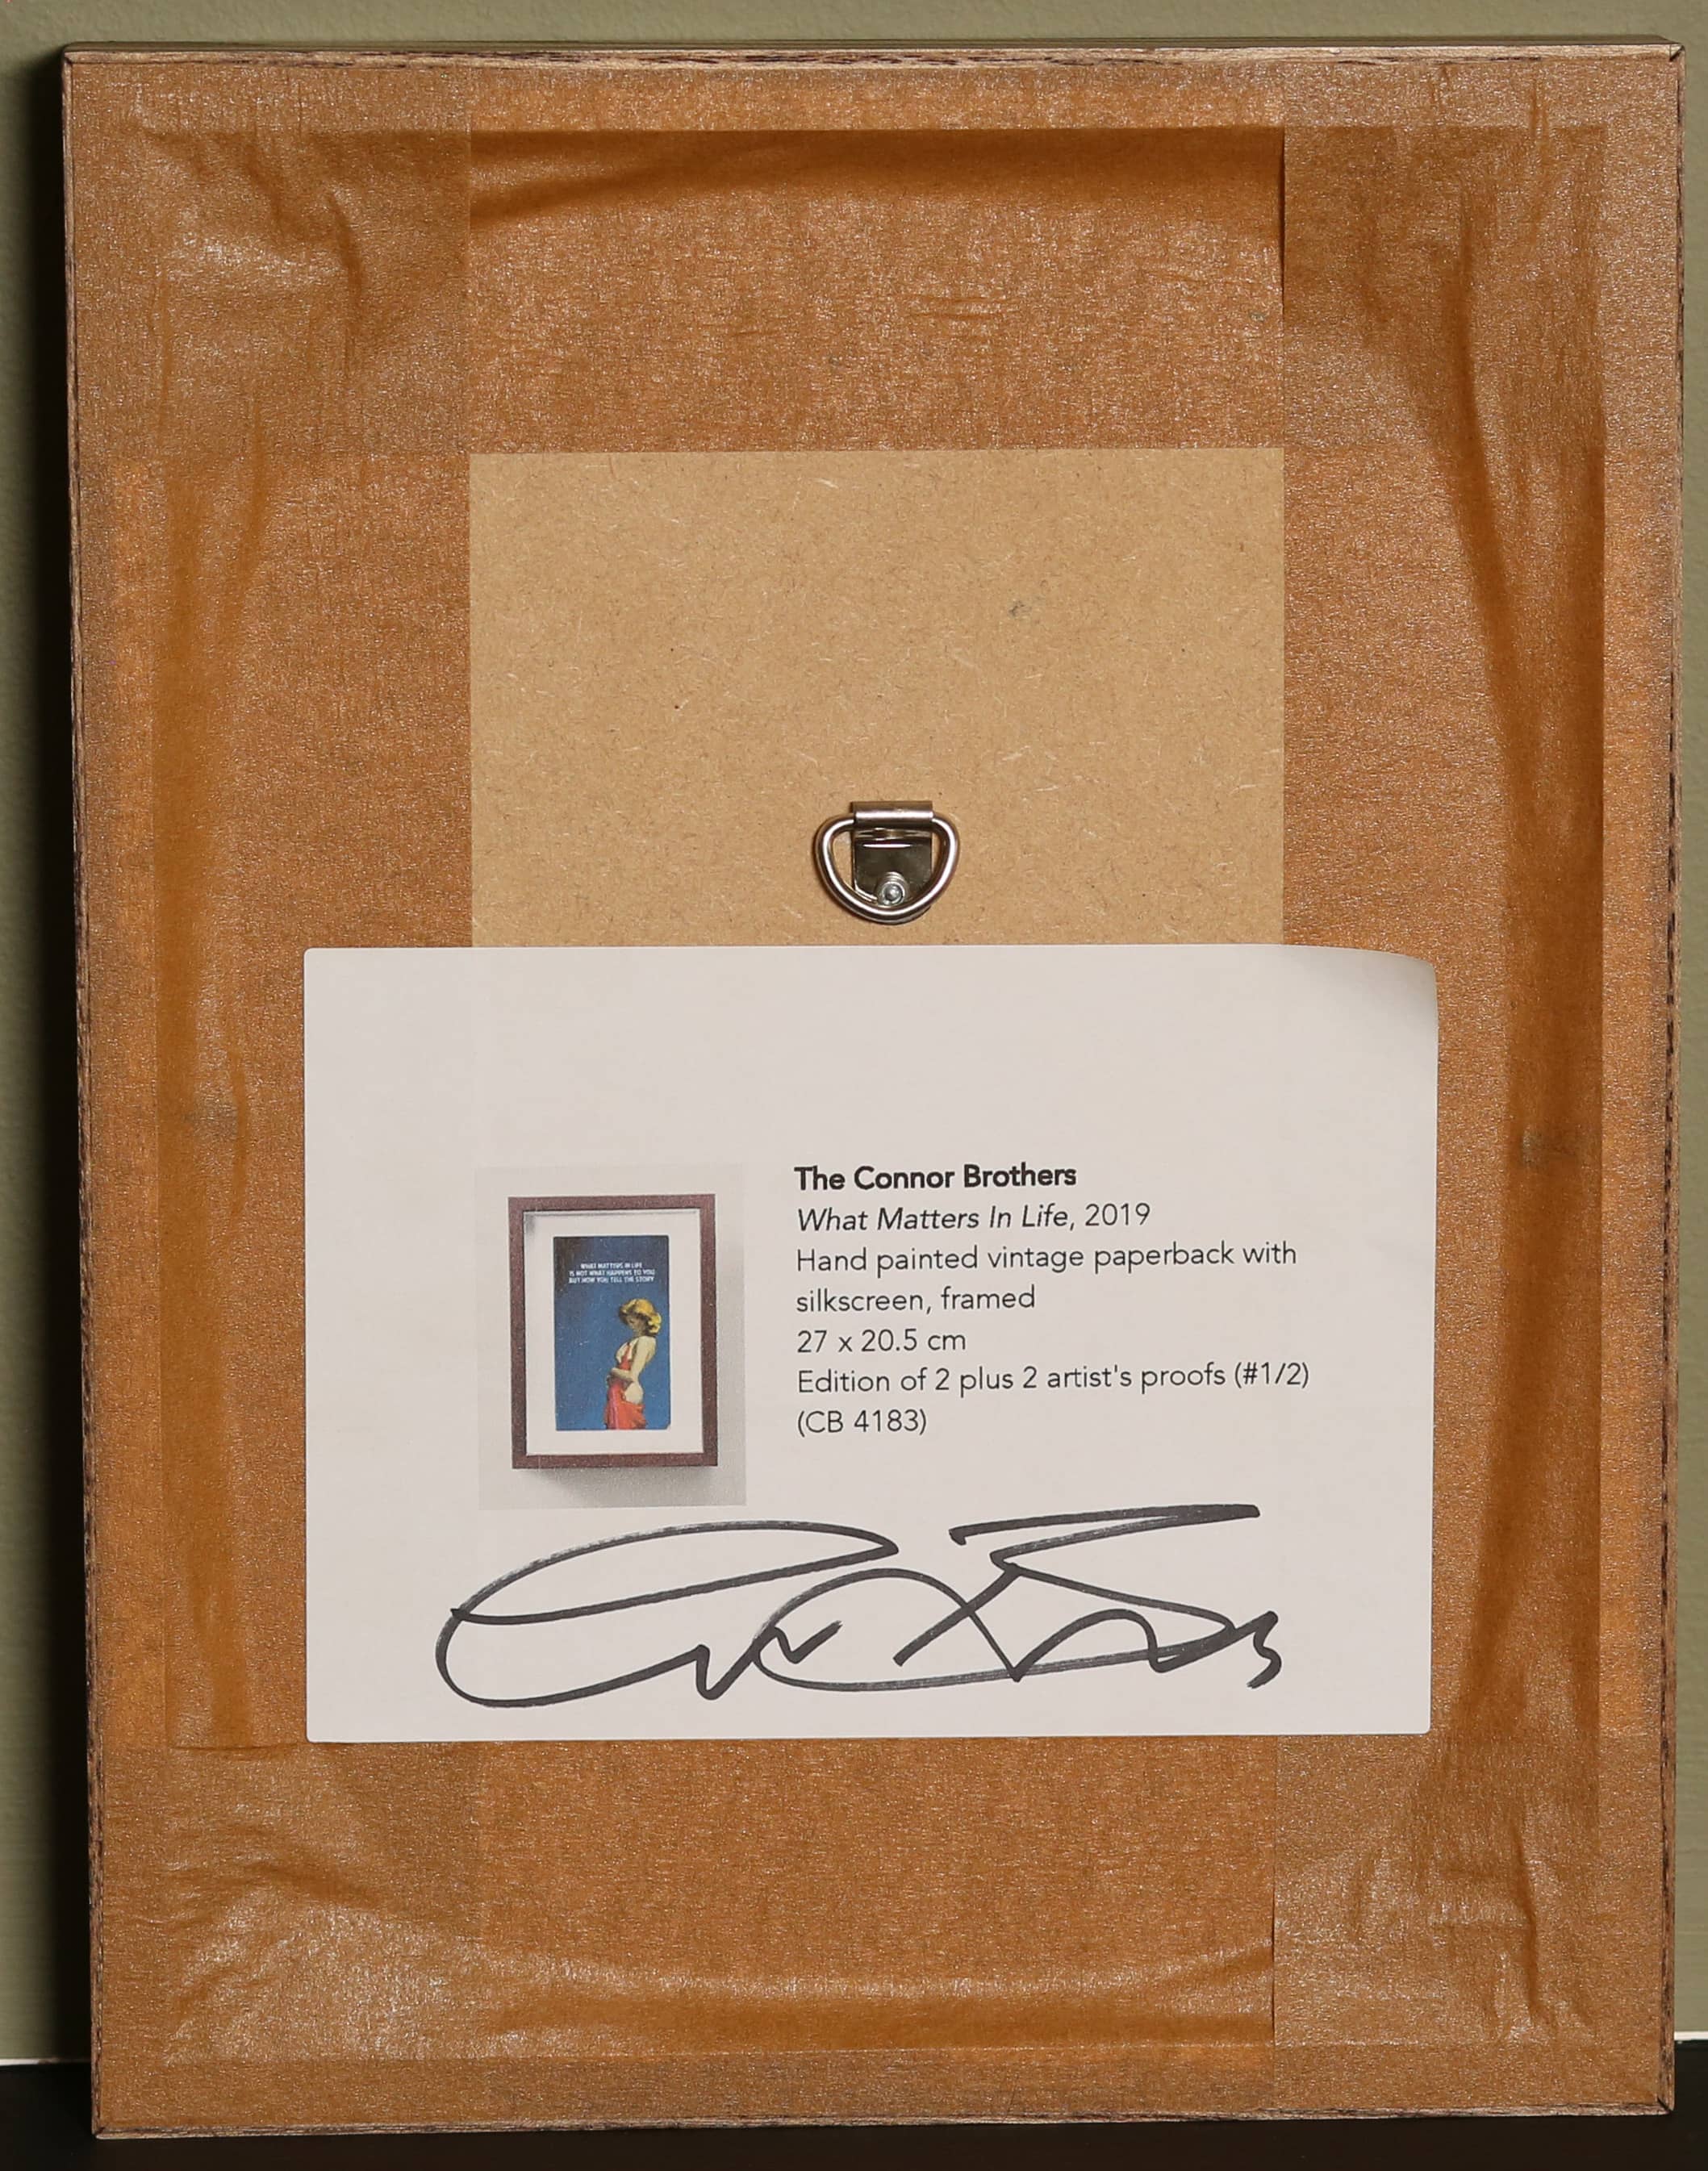 The Connor Brothers
What Matters In Life, 2019
Hand painted vintage paperback with
silkscreen, framed
27 x 20.5 cm
Edition of 2 plus 2 artist's proofs (#1/2)
(CB 4183)
WHAT MATTERS IN LIFE
IS NOT WHAT HAPPENS TO YOU
BUT HOW YOU TELL THE STORY